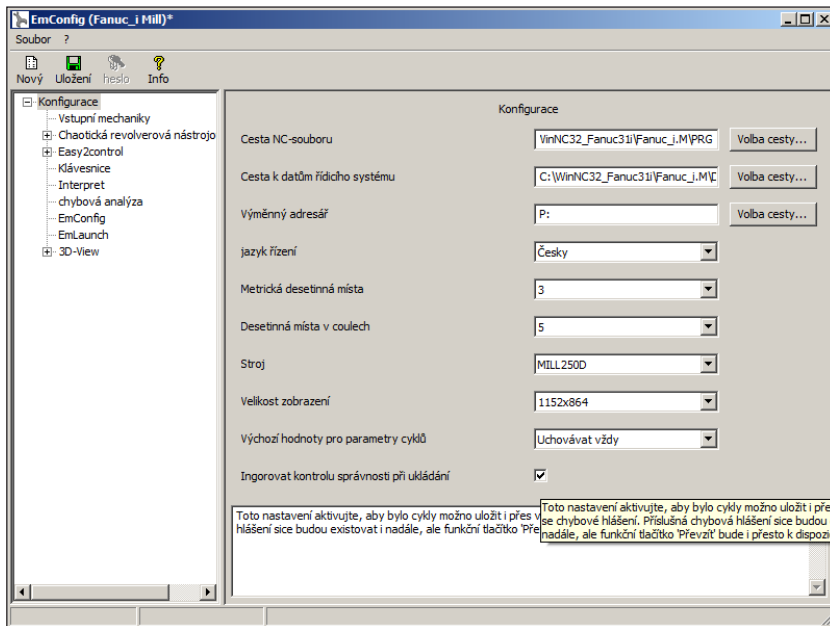 EmConfig (Fanuc_i Mill)*
Soubor ?
Nový Uložení heslo Info
Konfigurace
Vstupní mechaniky
Chaotická revolverová nástrojo
Easy2control
Klávesnice
Interpret
chybová analýza
EmConfig
EmLaunch
3D-View
Konfigurace
Cesta NC-souboru VinNC32_Fanuc31i\Fanuc_i.M\PRG Volba cesty...
Cesta k datům řídicího systému C:\WinNC32_Fanuc31i\Fanuc_i.M\D Volba cesty...
Výměnný adresář P: Volba cesty...
jazyk řízení Česky
Metrická desetinná místa 3
Desetinná místa v coulech 5
Stroj MILL250D
Velikost zobrazení 1152x864
Výchozí hodnoty pro parametry cyklů Uchovávat vždy
Ingorovat kontrolu správnosti při ukládání
Toto nastavení aktivujte, aby bylo cykly možno uložit i přes v
hlášení sice budou existovat i nadále, ale funkční tlačítko 'Pře
Toto nastavení aktivujte, aby bylo cykly možno uložit i pře
se chybové hlášení. Příslušná chybová hlášení sice budou
nadále, ale funkční tlačítko 'Převzít' bude i přesto k dispozi